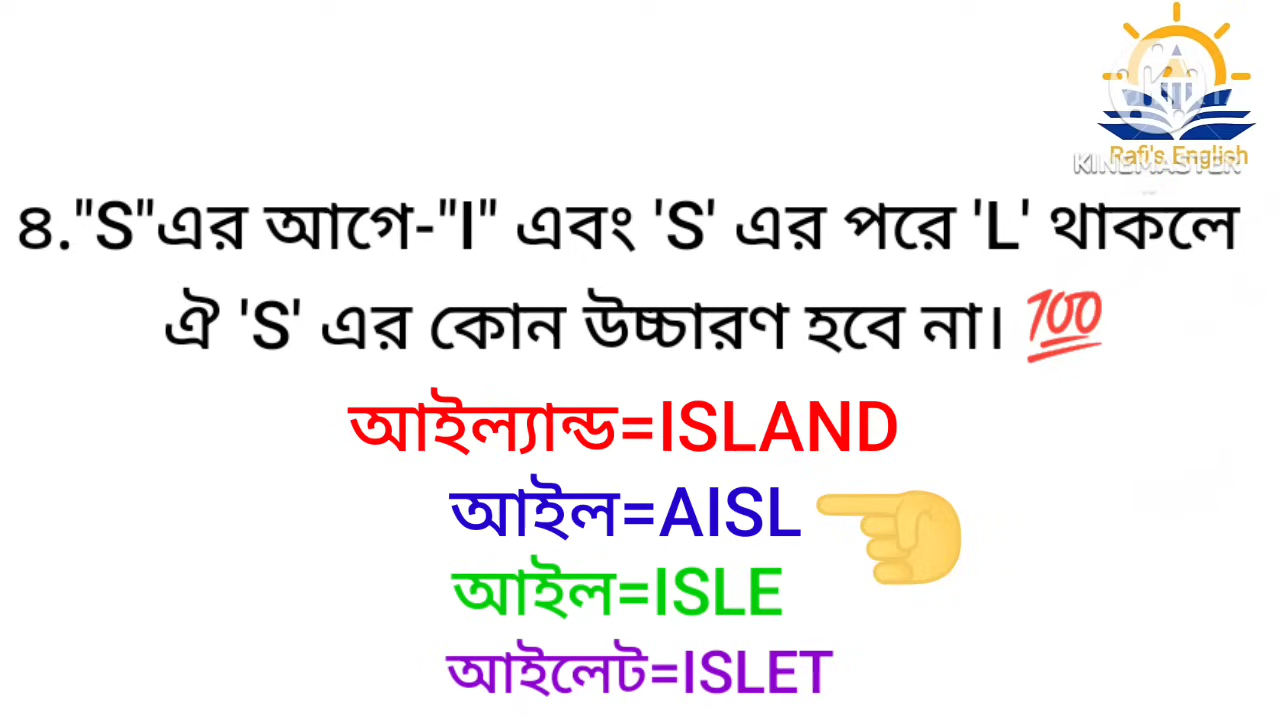 Rafi's English
KINEMASTER
৪."S"এর আগে-"I" এবং 'S' এর পরে 'L' থাকলে
ঐ 'S' এর কোন উচ্চারণ হবে না। 💯
আইল্যান্ড=ISLAND
আইল=AISL
আইল=ISLE
আইলেট=ISLET